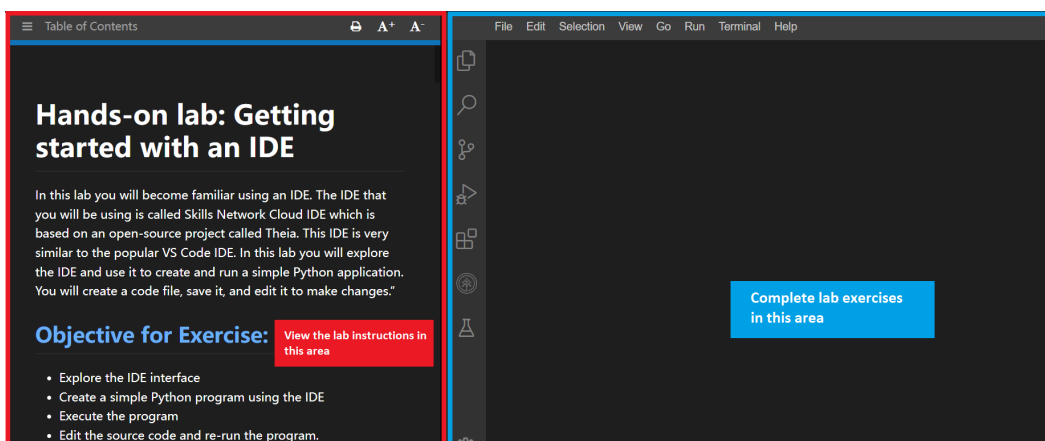 Table of Contents
A+ A-
File Edit Selection View Go Run Terminal Help
Hands-on lab: Getting
started with an IDE
In this lab you will become familiar using an IDE. The IDE that
you will be using is called Skills Network Cloud IDE which is
based on an open-source project called Theia. This IDE is very
similar to the popular VS Code IDE. In this lab you will explore
the IDE and use it to create and run a simple Python application.
You will create a code file, save it, and edit it to make changes.”
Objective for Exercise:
View the lab instructions in
this area
• Explore the IDE interface
• Create a simple Python program using the IDE
• Execute the program
• Edit the source code and re-run the program.
Complete lab exercises
in this area